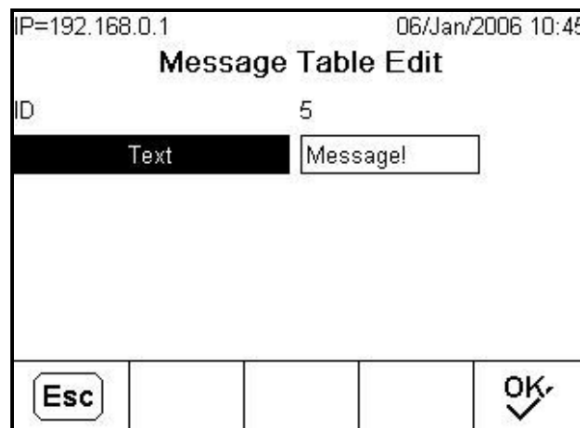 IP=192.168.0.1 06/Jan/2006 10:45
Message Table Edit
ID 5
Text Message!
Esc OK